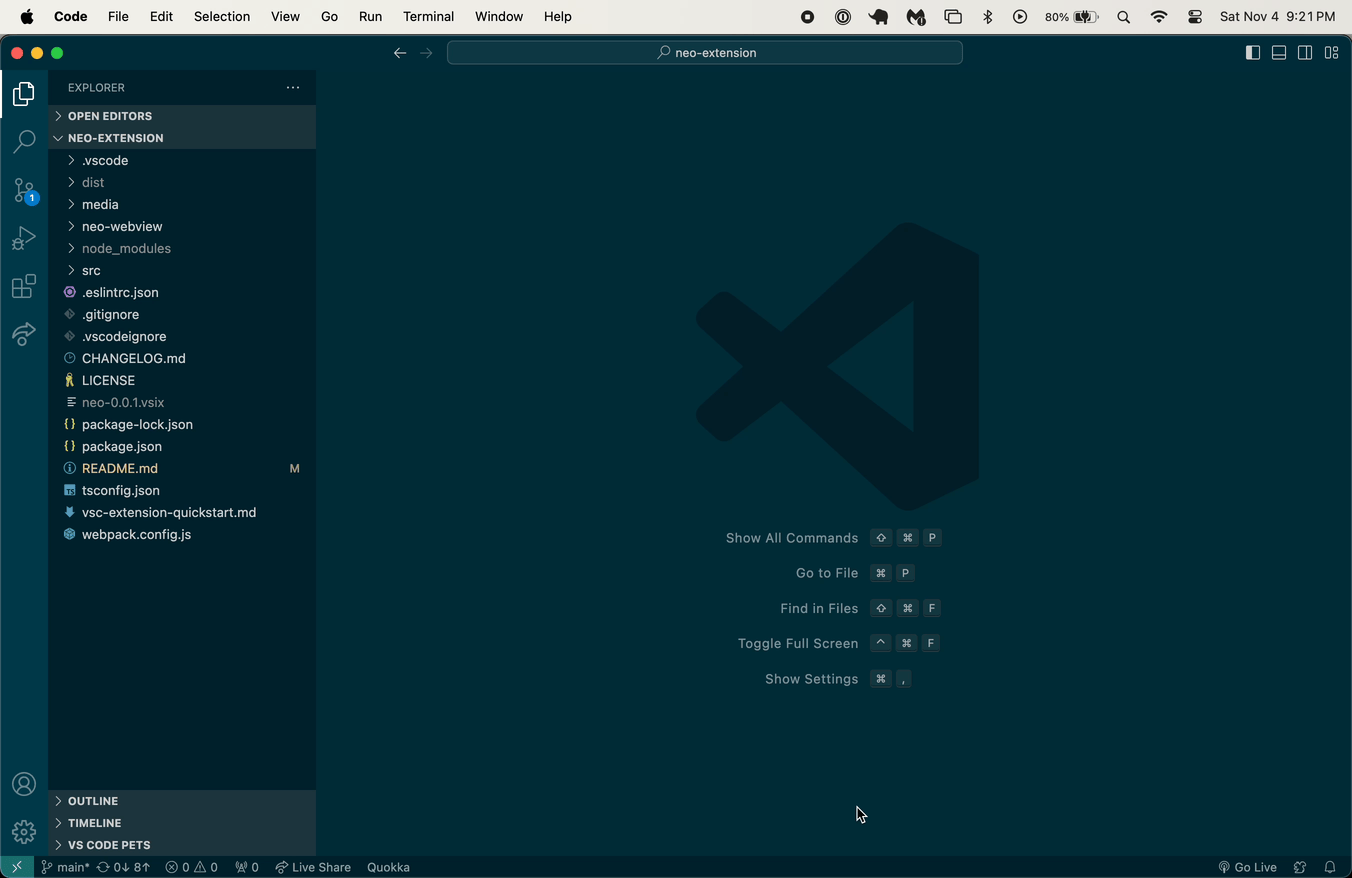 Code File Edit Selection View Go Run Terminal Window Help 80% Sat Nov 4 9:21 PM
neo-extension
EXPLORER
OPEN EDITORS
NEO-EXTENSION
.vscode
dist
media
neo-webview
node_modules
src
.eslintrc.json
.gitignore
.vscodeignore
CHANGELOG.md
LICENSE
neo-0.0.1.vsix
package-lock.json
package.json
README.md M
tsconfig.json
vsc-extension-quickstart.md
webpack.config.js
1
Show All Commands ⇧ ⌘ P
Go to File ⌘ P
Find in Files ⇧ ⌘ F
Toggle Full Screen ^ ⌘ F
Show Settings ⌘ ,
OUTLINE
TIMELINE
VS CODE PETS
main* 0↓ 8↑ 0 0 0 Live Share Quokka Go Live